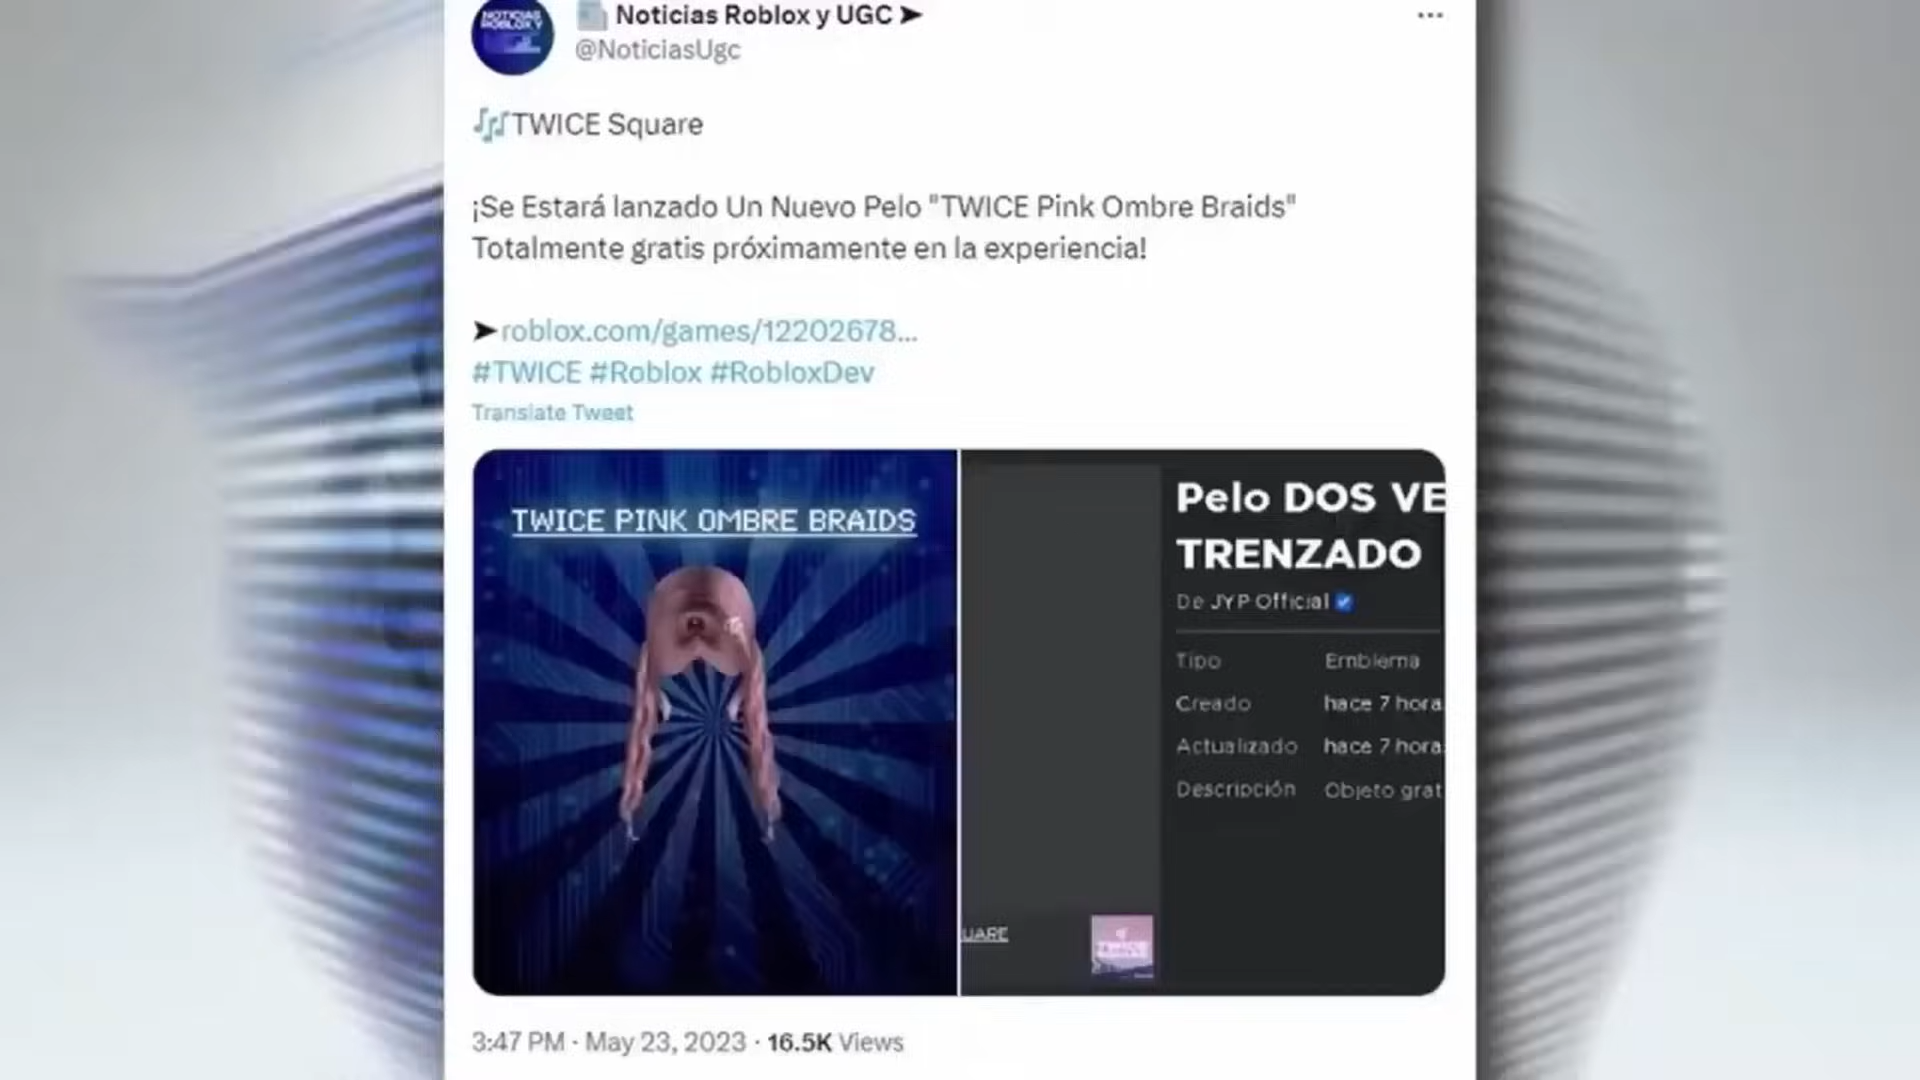 NOTICIAS
ROBLOX Y
Noticias Roblox y UGC ➤
@NoticiasUgc
🎶TWICE Square
¡Se Estará lanzado Un Nuevo Pelo "TWICE Pink Ombre Braids"
Totalmente gratis próximamente en la experiencia!
➤roblox.com/games/12202678...
#TWICE #Roblox #RobloxDev
Translate Tweet
TWICE PINK OMBRE BRAIDS
Pelo DOS VE
TRENZADO
De JYP Official
Tipo Emblema
Creado hace 7 hora
Actualizado hace 7 hora
Descripción Objeto grat
UARE
3:47 PM · May 23, 2023 · 16.5K Views